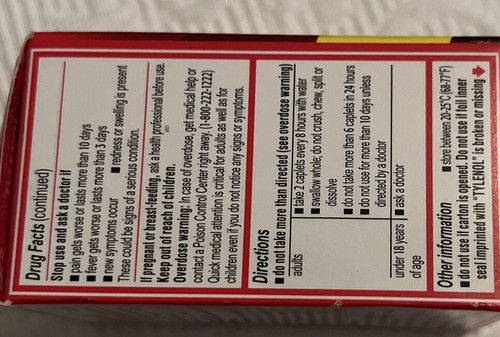 Drug Facts (continued)
Stop use and ask a doctor if
■ pain gets worse or lasts more than 10 days
■ fever gets worse or lasts more than 3 days
■ new symptoms occur ■ redness or swelling is present
These could be signs of a serious condition.
If pregnant or breast-feeding, ask a health professional before use.
Keep out of reach of children.
Overdose warning: In case of overdose, get medical help or
contact a Poison Control Center right away. (1-800-222-1222)
Quick medical attention is critical for adults as well as for
children even if you do not notice any signs or symptoms.
Directions
■ do not take more than directed (see overdose warning)
adults ■ take 2 caplets every 8 hours with water
■ swallow whole; do not crush, chew, split or
dissolve
■ do not take more than 6 caplets in 24 hours
■ do not use for more than 10 days unless
directed by a doctor
under 18 years ■ ask a doctor
of age
Other information ■ store between 20-25°C (68-77°F)
■ do not use if carton is opened. Do not use if foil inner
seal imprinted with "TYLENOL" is broken or missing